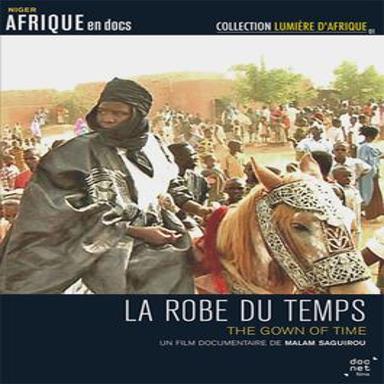 NIGER
AFRIQUE en docs
COLLECTION LUMIÈRE D'AFRIQUE
01
LA ROBE DU TEMPS
THE GOWN OF TIME
UN FILM DOCUMENTAIRE DE MALAM SAGUIROU
doc
net
films